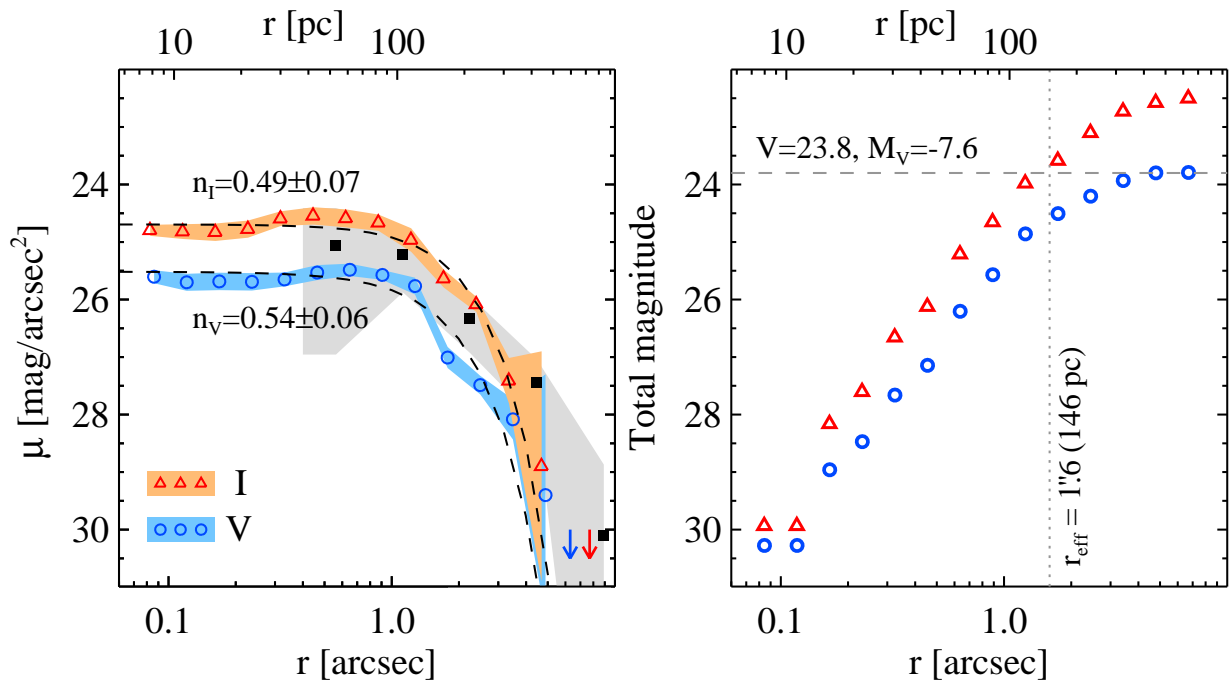 r [pc]
10
100
μ [mag/arcsec²]
24
26
28
30
n_I=0.49±0.07
n_V=0.54±0.06
I
V
0.1
1.0
r [arcsec]
r [pc]
10
100
Total magnitude
24
26
28
30
V=23.8, M_V=-7.6
r_eff = 1."6 (146 pc)
0.1
1.0
r [arcsec]